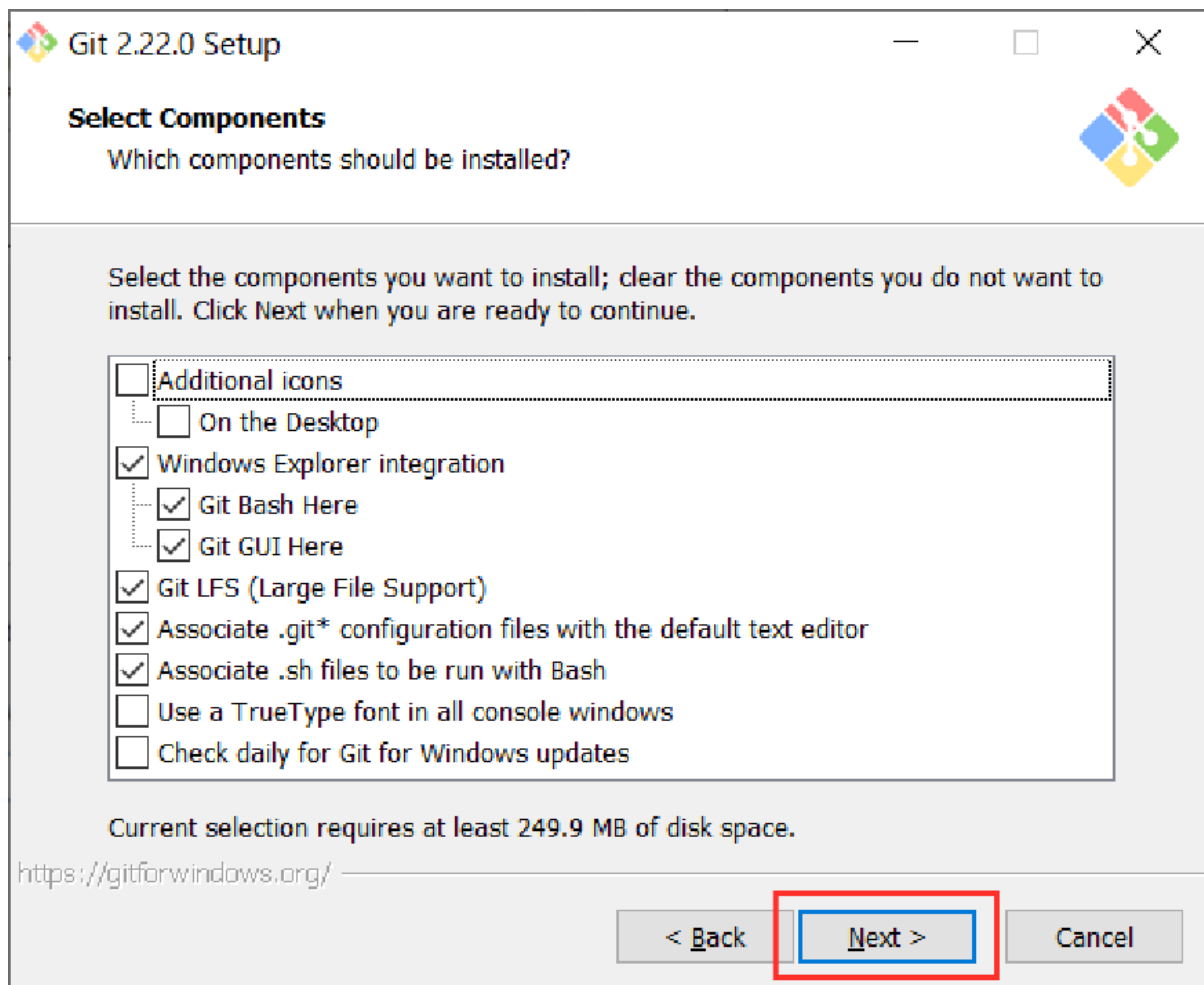 Git 2.22.0 Setup
Select Components
Which components should be installed?
Select the components you want to install; clear the components you do not want to
install. Click Next when you are ready to continue.
Additional icons
On the Desktop
Windows Explorer integration
Git Bash Here
Git GUI Here
Git LFS (Large File Support)
Associate .git* configuration files with the default text editor
Associate .sh files to be run with Bash
Use a TrueType font in all console windows
Check daily for Git for Windows updates
Current selection requires at least 249.9 MB of disk space.
https://gitforwindows.org/
< Back Next > Cancel